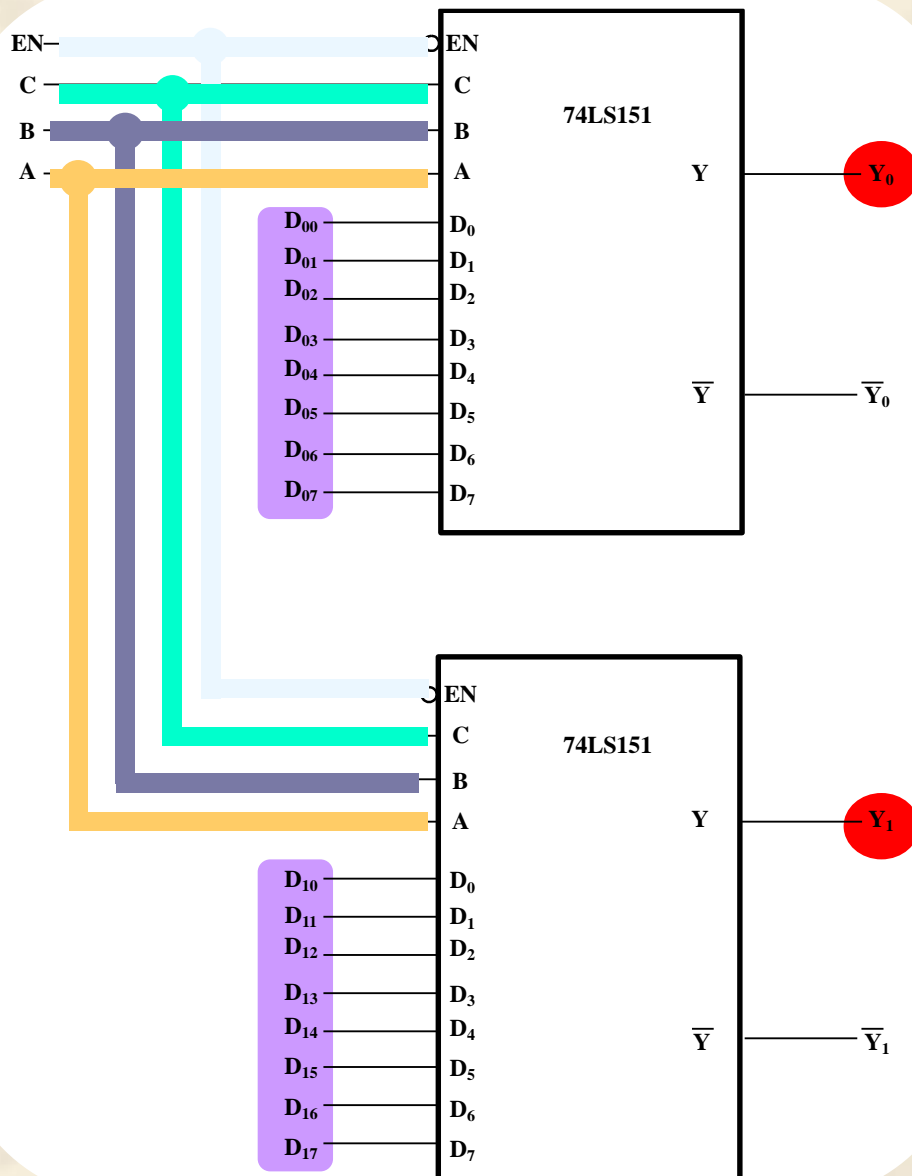 EN EN
C C
74LS151
B B
A A Y Y₀
D₀₀ D₀
D₀₁ D₁
D₀₂ D₂
D₀₃ D₃
D₀₄ D₄
Y̅ Y̅₀
D₀₅ D₅
D₀₆ D₆
D₀₇ D₇
EN
C
74LS151
B
A Y Y₁
D₁₀ D₀
D₁₁ D₁
D₁₂ D₂
D₁₃ D₃
D₁₄ D₄
Y̅ Y̅₁
D₁₅ D₅
D₁₆ D₆
D₁₇ D₇